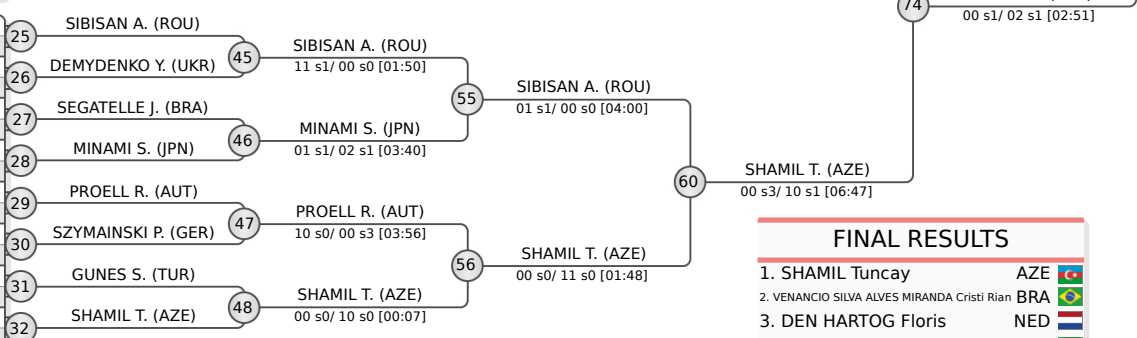 74
00 s1/ 02 s1 [02:51]
25
SIBISAN A. (ROU)
26
DEMYDENKO Y. (UKR)
45
SIBISAN A. (ROU)
11 s1/ 00 s0 [01:50]
27
SEGATELLE J. (BRA)
28
MINAMI S. (JPN)
46
MINAMI S. (JPN)
01 s1/ 02 s1 [03:40]
55
SIBISAN A. (ROU)
01 s1/ 00 s0 [04:00]
29
PROELL R. (AUT)
30
SZYMAINSKI P. (GER)
47
PROELL R. (AUT)
10 s0/ 00 s3 [03:56]
31
GUNES S. (TUR)
32
SHAMIL T. (AZE)
48
SHAMIL T. (AZE)
00 s0/ 10 s0 [00:07]
56
SHAMIL T. (AZE)
00 s0/ 11 s0 [01:48]
60
SHAMIL T. (AZE)
00 s3/ 10 s1 [06:47]
FINAL RESULTS
1. SHAMIL Tuncay AZE
2. VENANCIO SILVA ALVES MIRANDA Cristi Rian BRA
3. DEN HARTOG Floris NED